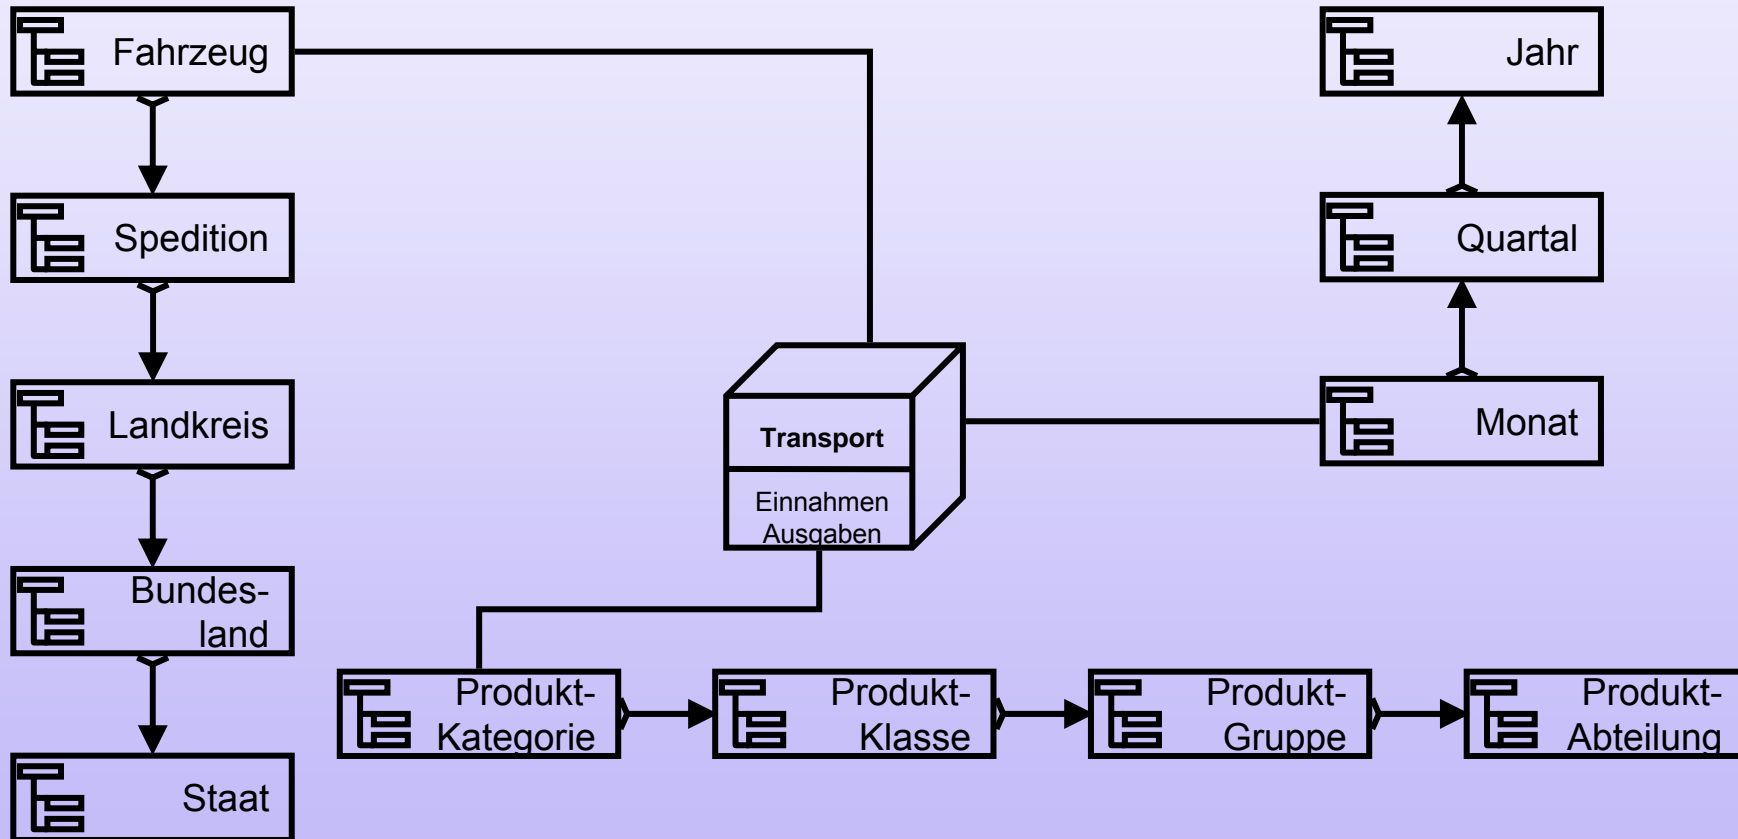 Fahrzeug
Jahr
Spedition
Quartal
Landkreis
Monat
Transport
Einnahmen
Ausgaben
Bundes-
land
Staat
Produkt-
Kategorie
Produkt-
Klasse
Produkt-
Gruppe
Produkt-
Abteilung